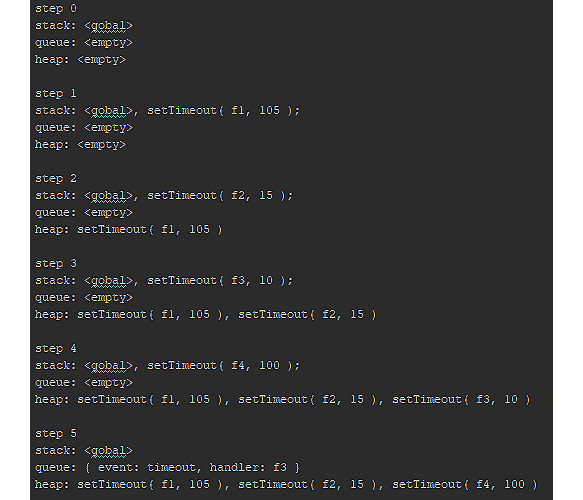 step 0
stack: <gobal>
queue: <empty>
heap: <empty>
step 1
stack: <gobal>, setTimeout( f1, 105 );
queue: <empty>
heap: <empty>
step 2
stack: <gobal>, setTimeout( f2, 15 );
queue: <empty>
heap: setTimeout( f1, 105 )
step 3
stack: <gobal>, setTimeout( f3, 10 );
queue: <empty>
heap: setTimeout( f1, 105 ), setTimeout( f2, 15 )
step 4
stack: <gobal>, setTimeout( f4, 100 );
queue: <empty>
heap: setTimeout( f1, 105 ), setTimeout( f2, 15 ), setTimeout( f3, 10 )
step 5
stack: <gobal>
queue: { event: timeout, handler: f3 }
heap: setTimeout( f1, 105 ), setTimeout( f2, 15 ), setTimeout( f4, 100 )